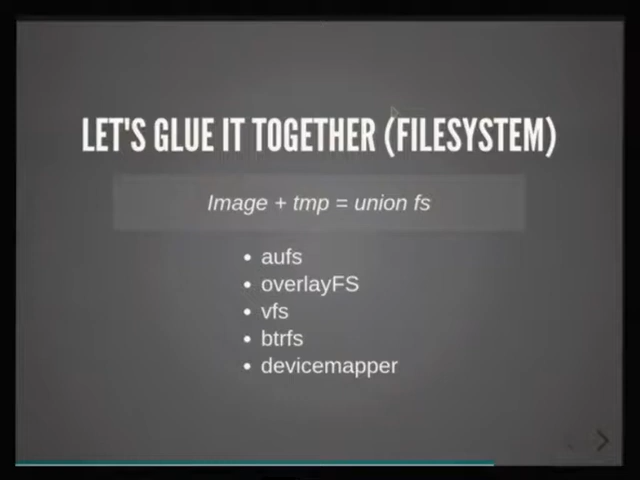 LET'S GLUE IT TOGETHER (FILESYSTEM)
Image + tmp = union fs
• aufs
• overlayFS
• vfs
• btrfs
• devicemapper